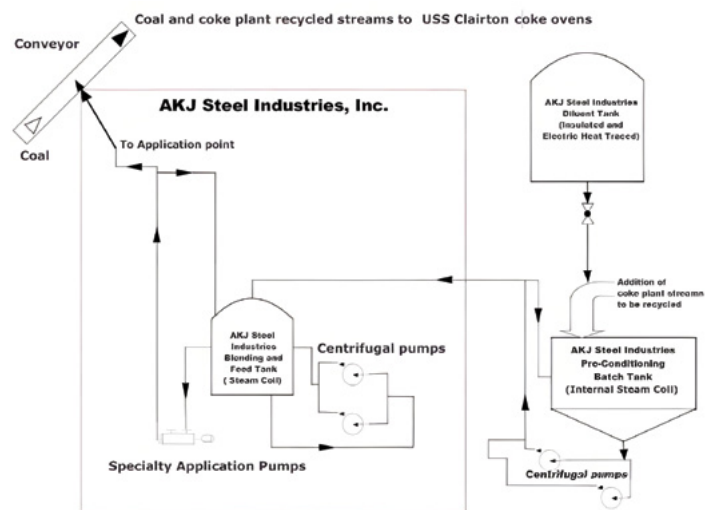 Coal and coke plant recycled streams to USS Clairton coke ovens
Conveyor
Coal
AKJ Steel Industries, Inc.
To Application point
AKJ Steel Industries
Diluent Tank
(Insulated and
Electric Heat Traced)
Addition of
coke plant streams
to be recycled
AKJ Steel
Industries
Blending and
Feed Tank
( Steam Coil)
Centrifugal pumps
AKJ Steel Industries
Pre-Conditioning
Batch Tank
(Internal Steam Coil)
Specialty Application Pumps
Centrifugal pumps